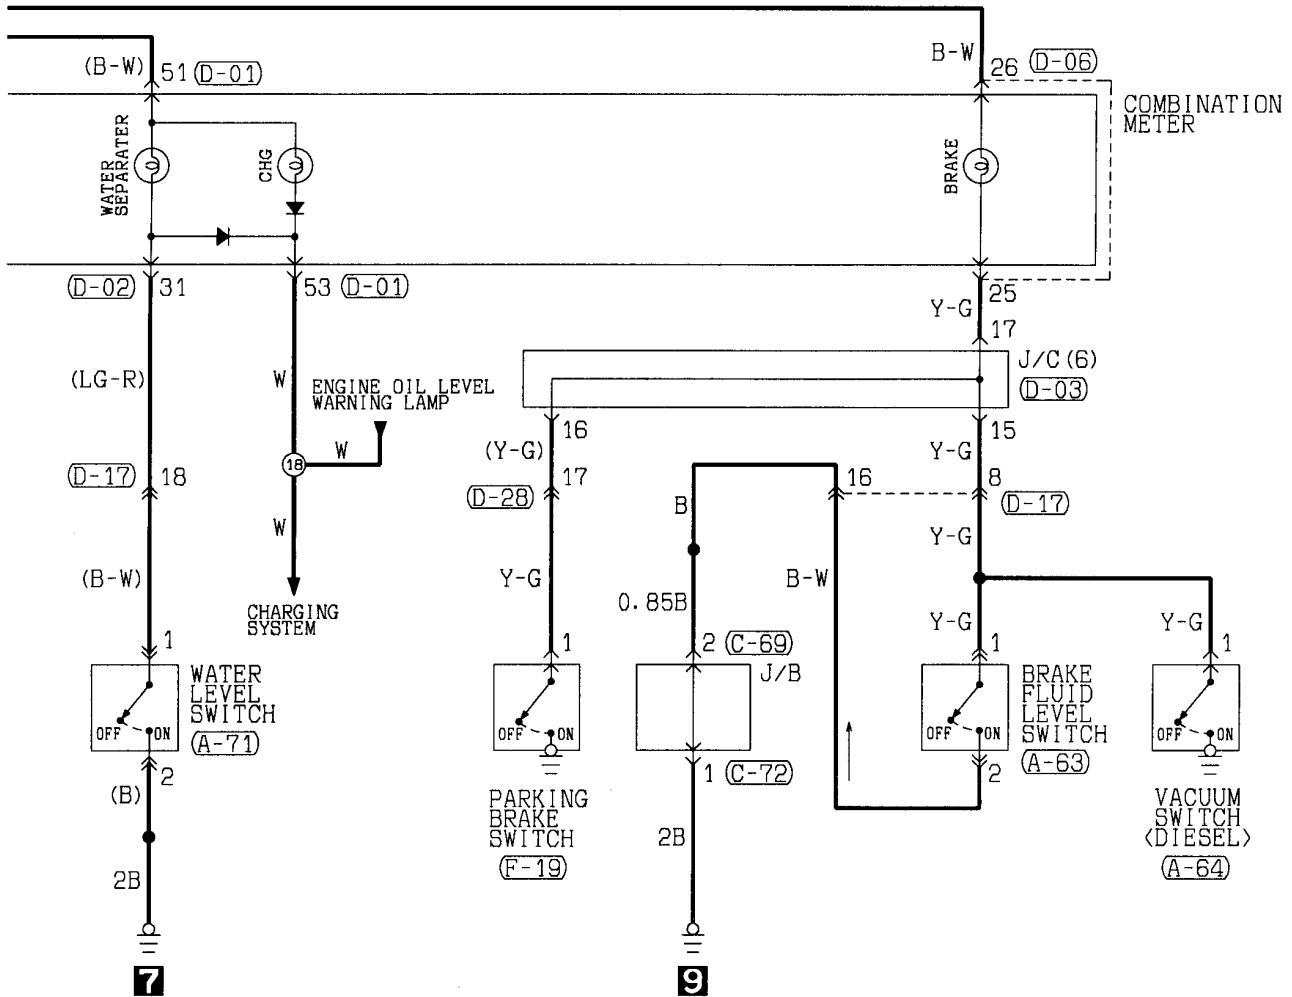 B-W
26 (D-06)
(B-W) 51 (D-01)
COMBINATION
METER
WATER
SEPARATER
CHG
BRAKE
(D-02) 31
53 (D-01)
25
Y-G
17
J/C(6)
(D-03)
(LG-R)
W
ENGINE OIL LEVEL
WARNING LAMP
W
18
16
(Y-G)
17
(D-28)
15
Y-G
8
16
(D-17)
(D-17) 18
W
B
Y-G
(B-W)
Y-G
B-W
0.85B
CHARGING
SYSTEM
Y-G
Y-G
1
1
2 (C-69)
1
1
WATER
LEVEL
SWITCH
(A-71)
OFF ON
OFF ON
J/B
BRAKE
FLUID
LEVEL
SWITCH
(A-63)
OFF ON
OFF ON
2
(B)
1 (C-72)
2
PARKING
BRAKE
SWITCH
(F-19)
VACUUM
SWITCH
<DIESEL>
(A-64)
2B
2B
7
9